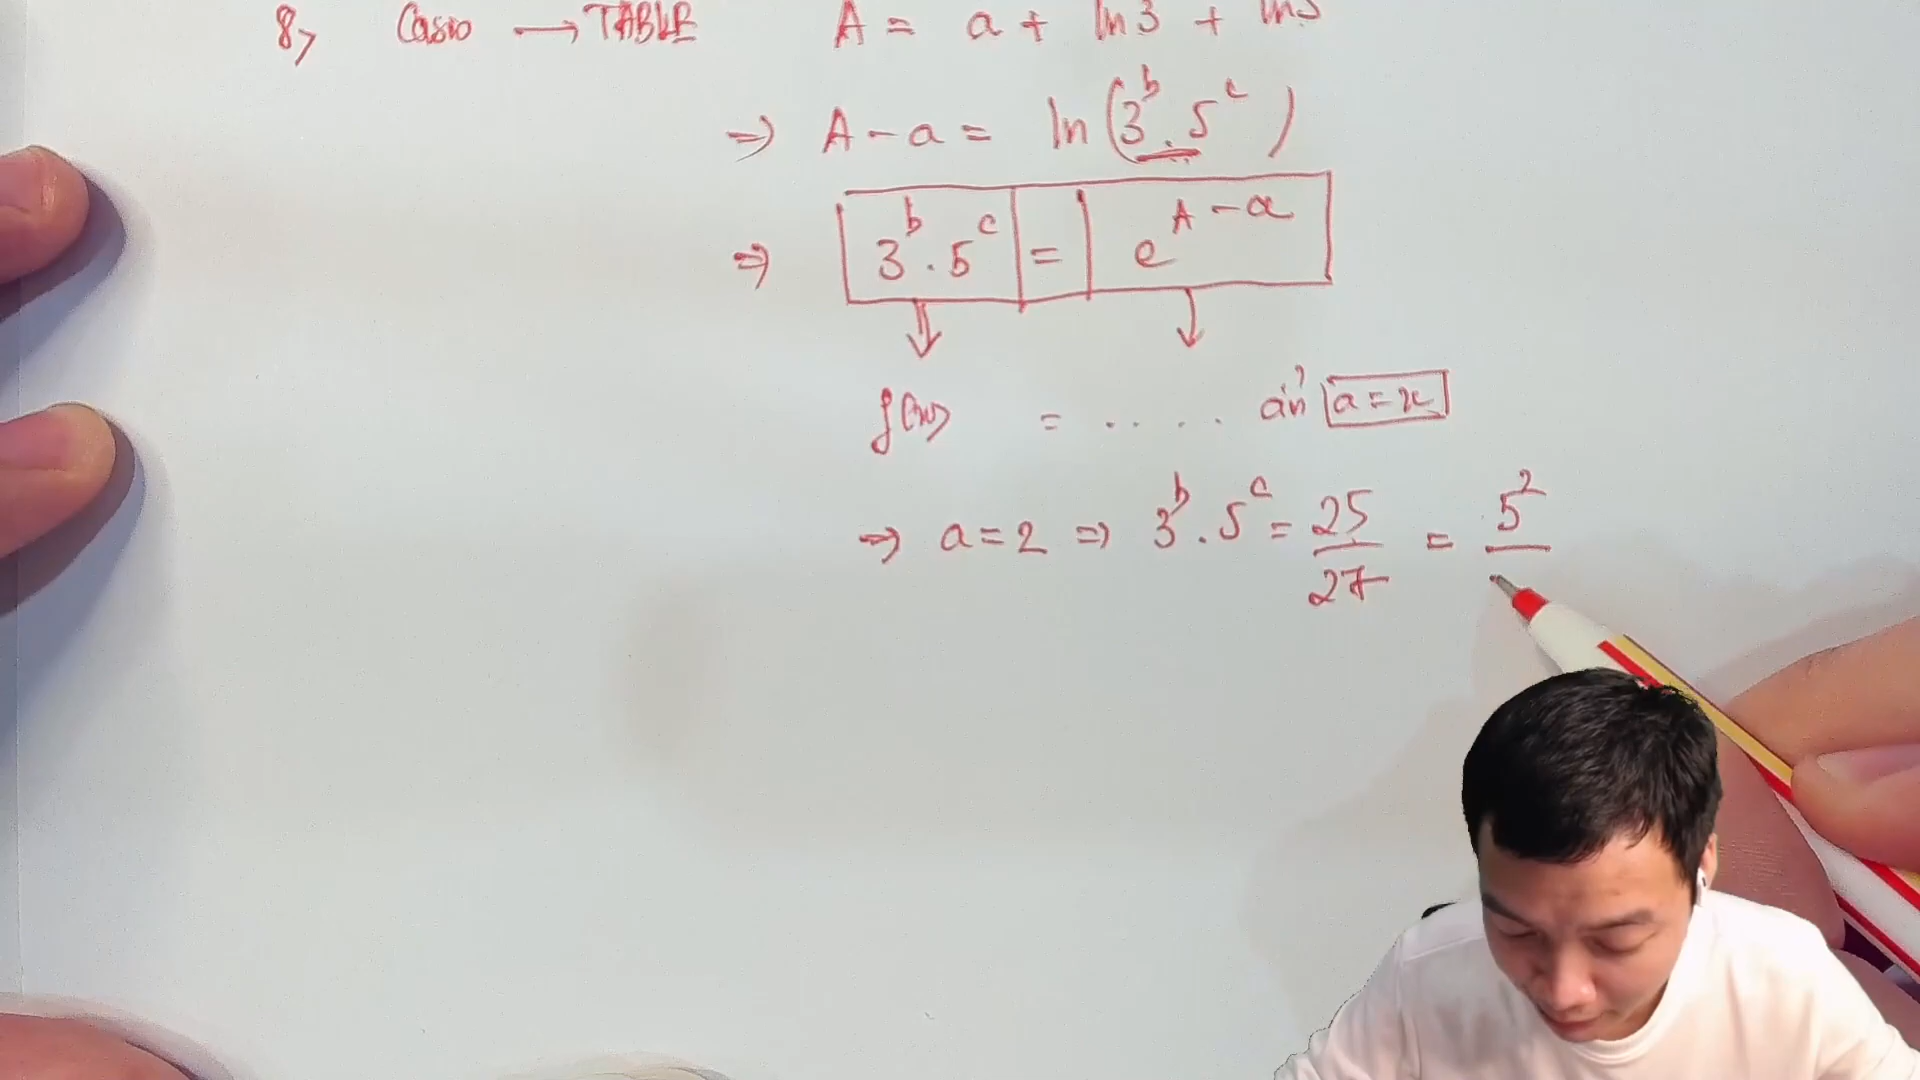 8, Casio → TABLE A = a + ln3 + ln5
⇒ A - a = ln(3^b . 5^c)
⇒ 3^b . 5^c = e^(A - a)
f(x) = ..... ẩn a = x
⇒ a = 2 ⇒ 3^b . 5^c = 25/27 = 5^2/